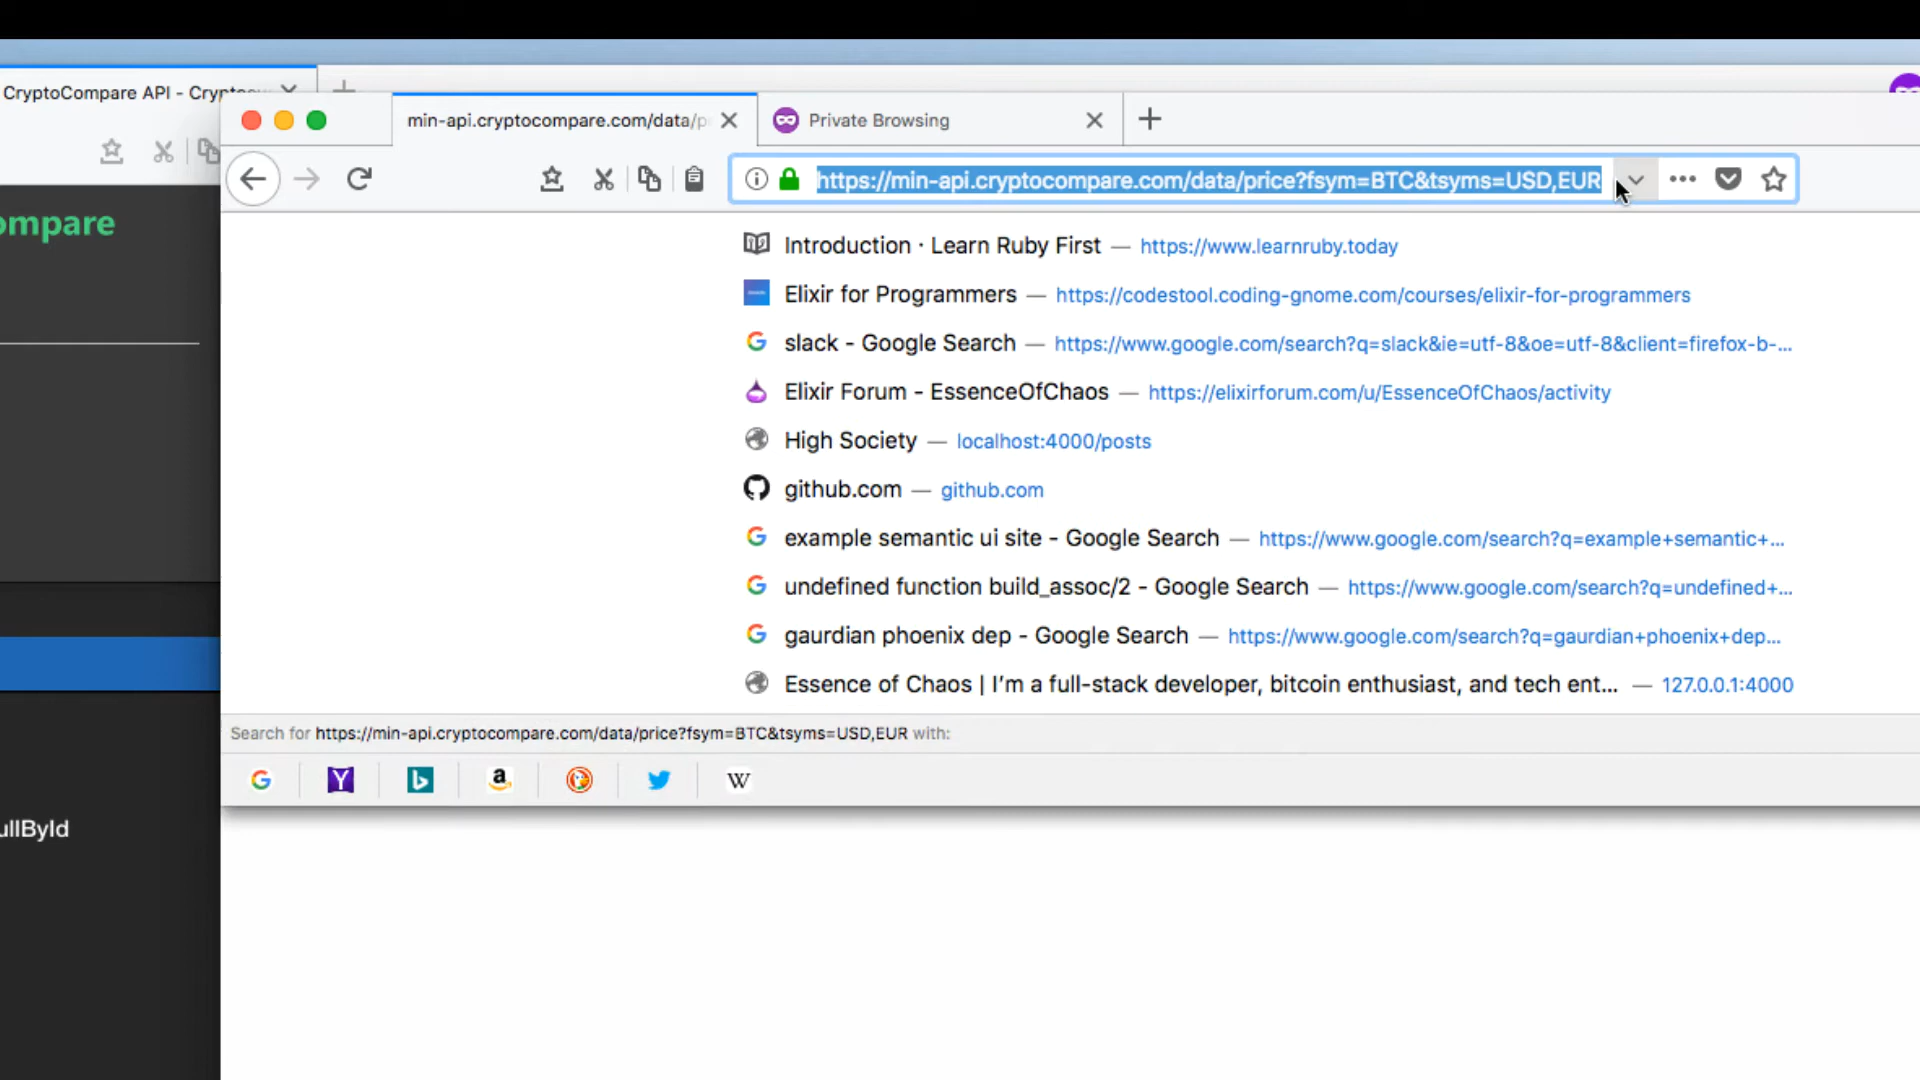 CryptoCompare API - Cryptocu
min-api.cryptocompare.com/data/p
Private Browsing
https://min-api.cryptocompare.com/data/price?fsym=BTC&tsyms=USD,EUR
ompare
Introduction · Learn Ruby First — https://www.learnruby.today
Elixir for Programmers — https://codestool.coding-gnome.com/courses/elixir-for-programmers
slack - Google Search — https://www.google.com/search?q=slack&ie=utf-8&oe=utf-8&client=firefox-b-...
Elixir Forum - EssenceOfChaos — https://elixirforum.com/u/EssenceOfChaos/activity
High Society — localhost:4000/posts
github.com — github.com
example semantic ui site - Google Search — https://www.google.com/search?q=example+semantic+...
undefined function build_assoc/2 - Google Search — https://www.google.com/search?q=undefined+...
gaurdian phoenix dep - Google Search — https://www.google.com/search?q=gaurdian+phoenix+dep...
Essence of Chaos | I'm a full-stack developer, bitcoin enthusiast, and tech ent... — 127.0.0.1:4000
Search for https://min-api.cryptocompare.com/data/price?fsym=BTC&tsyms=USD,EUR with:
ullById